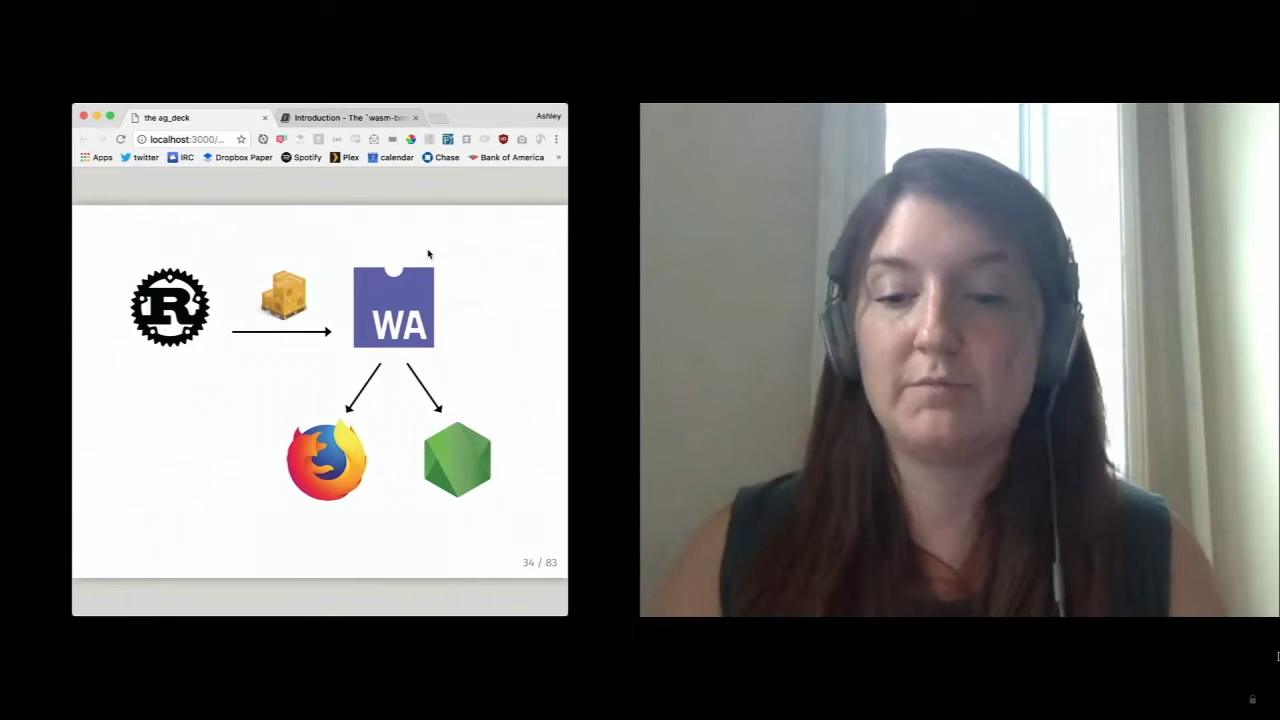 the ag_deck
Introduction - The `wasm-bin
Ashley
localhost:3000/...
Apps twitter IRC Dropbox Paper Spotify Plex calendar Chase Bank of America »
R
WA
34 / 83